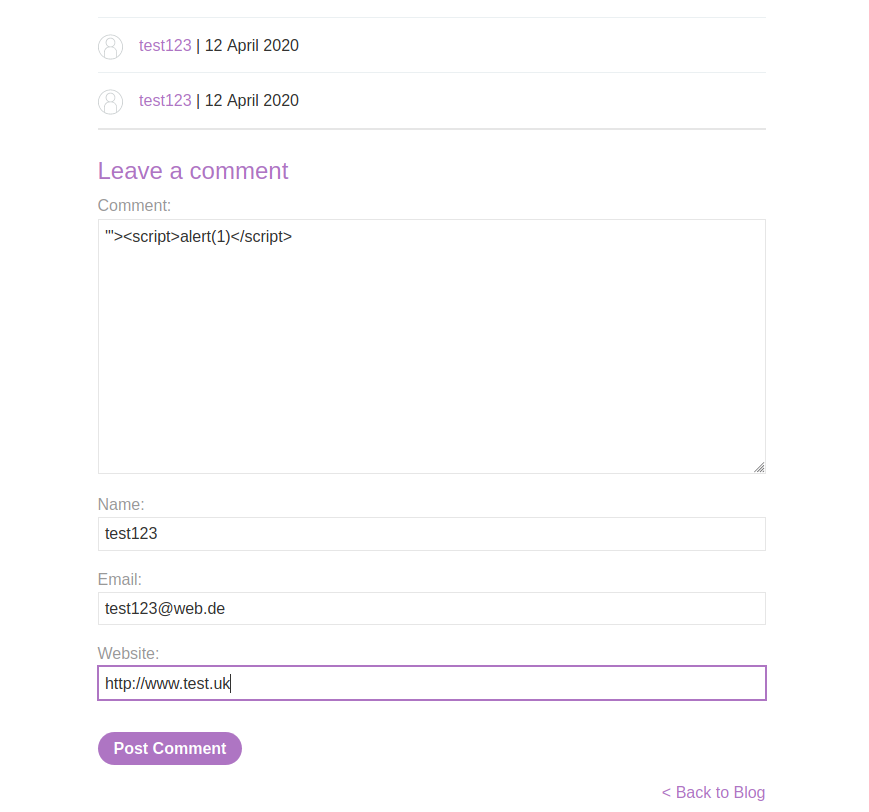 test123 | 12 April 2020
test123 | 12 April 2020
Leave a comment
Comment:
'"><script>alert(1)</script>
Name:
test123
Email:
test123@web.de
Website:
http://www.test.uk
Post Comment
< Back to Blog